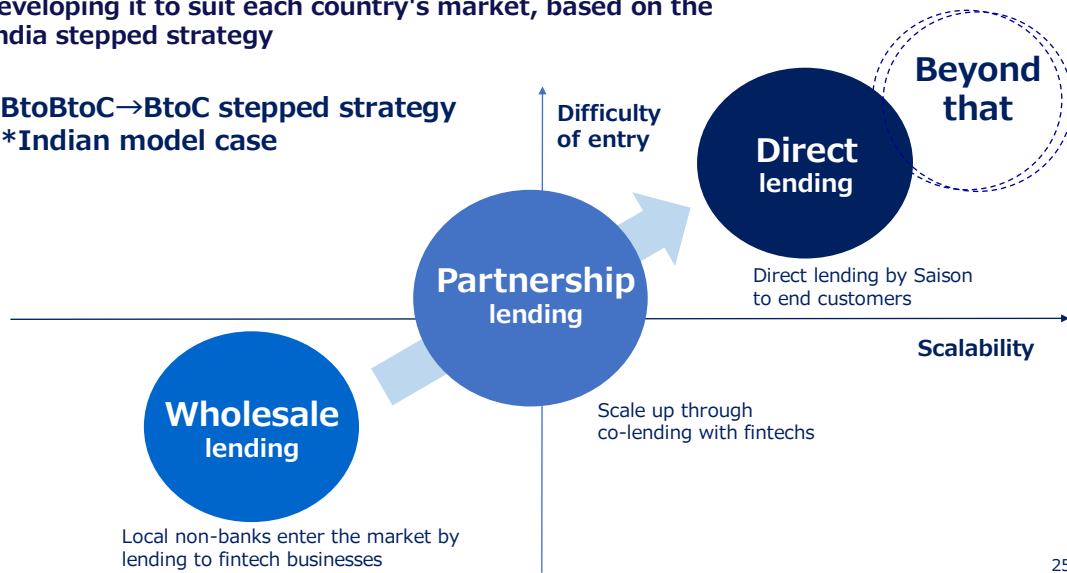 eveloping it to suit each country's market, based on the
ndia stepped strategy
BtoBtoC→BtoC stepped strategy
*Indian model case
Difficulty
of entry
Beyond
that
Direct
lending
Direct lending by Saison
to end customers
Partnership
lending
Scalability
Scale up through
co-lending with fintechs
Wholesale
lending
Local non-banks enter the market by
lending to fintech businesses
25